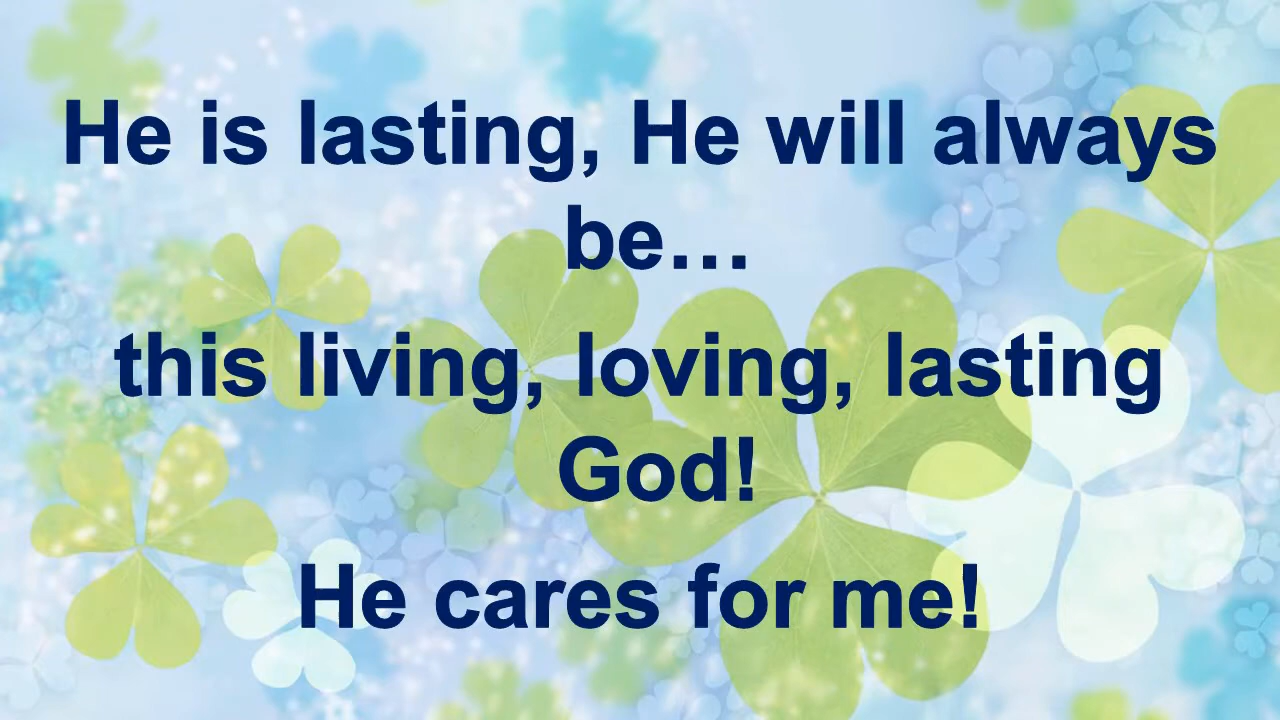 He is lasting, He will always
be…
this living, loving, lasting
God!
He cares for me!